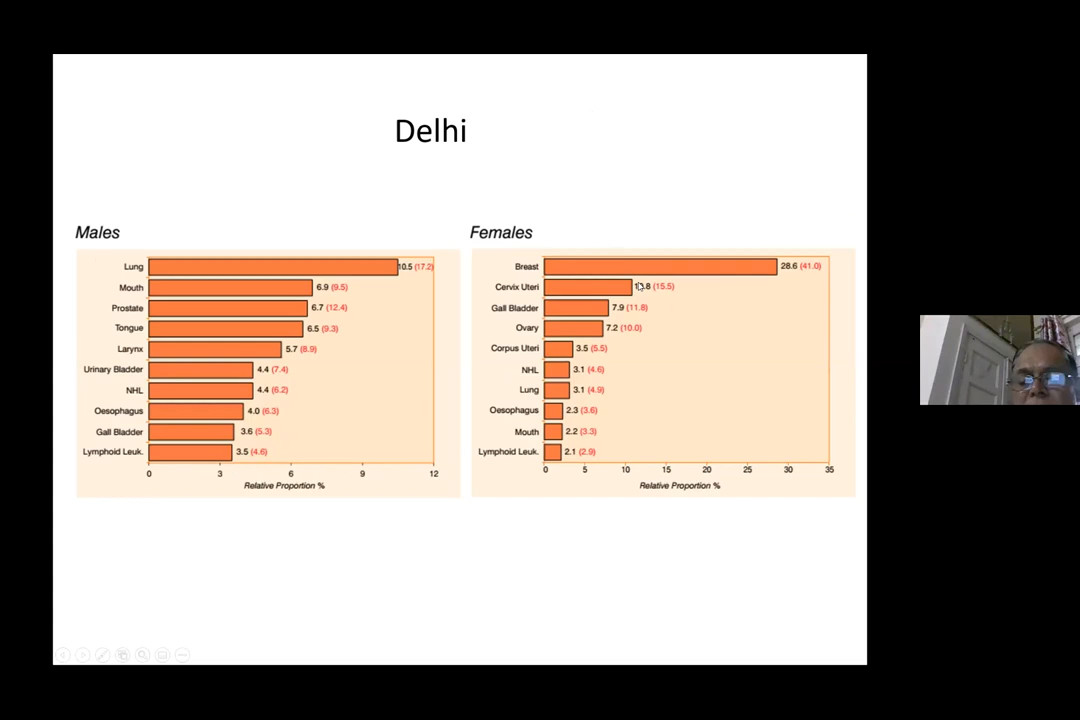 Delhi
Males
Lung 10.5 (17.2)
Mouth 6.9 (9.5)
Prostate 6.7 (12.4)
Tongue 6.5 (9.3)
Larynx 5.7 (8.9)
Urinary Bladder 4.4 (7.4)
NHL 4.4 (6.2)
Oesophagus 4.0 (6.3)
Gall Bladder 3.6 (5.3)
Lymphoid Leuk. 3.5 (4.6)
0 3 6 9 12
Relative Proportion %
Females
Breast 28.6 (41.0)
Cervix Uteri (15.5)
Gall Bladder 7.9 (11.8)
Ovary 7.2 (10.0)
Corpus Uteri 3.5 (5.5)
NHL 3.1 (4.6)
Lung 3.1 (4.9)
Oesophagus 2.3 (3.6)
Mouth 2.2 (3.3)
Lymphoid Leuk. 2.1 (2.9)
0 5 10 15 20 25 30 35
Relative Proportion %